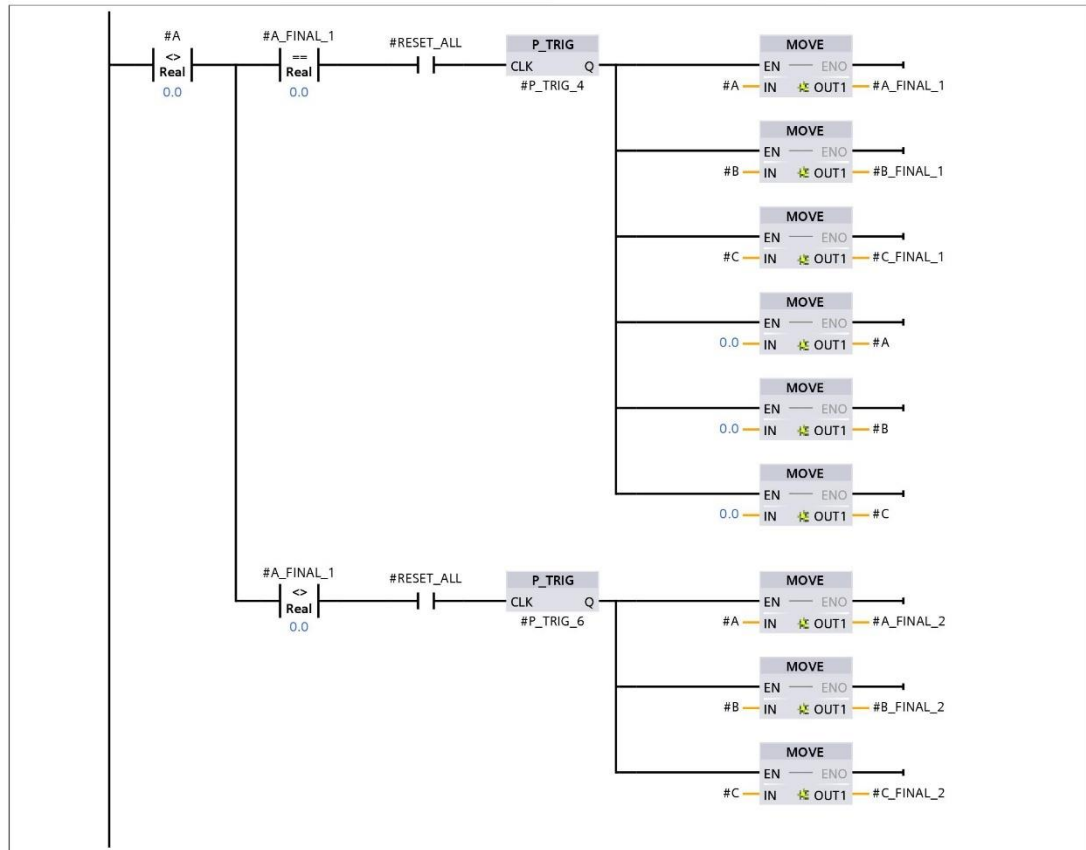 #A #A_FINAL_1 #RESET_ALL P_TRIG MOVE
<> == CLK Q EN ENO
Real Real #P_TRIG_4 #A IN OUT1 #A_FINAL_1
0.0 0.0
MOVE
EN ENO
#B IN OUT1 #B_FINAL_1
MOVE
EN ENO
#C IN OUT1 #C_FINAL_1
MOVE
EN ENO
0.0 IN OUT1 #A
MOVE
EN ENO
0.0 IN OUT1 #B
MOVE
EN ENO
0.0 IN OUT1 #C
#A_FINAL_1 #RESET_ALL P_TRIG MOVE
<> CLK Q EN ENO
Real #P_TRIG_6 #A IN OUT1 #A_FINAL_2
0.0
MOVE
EN ENO
#B IN OUT1 #B_FINAL_2
MOVE
EN ENO
#C IN OUT1 #C_FINAL_2